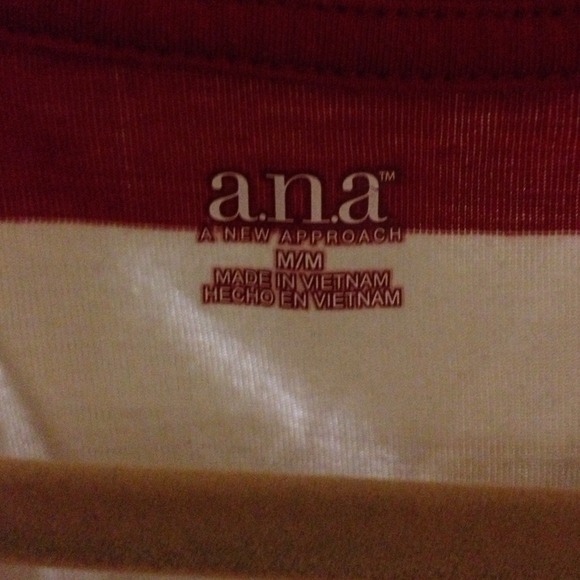 a.n.a™
A NEW APPROACH
M/M
MADE IN VIETNAM
HECHO EN VIETNAM